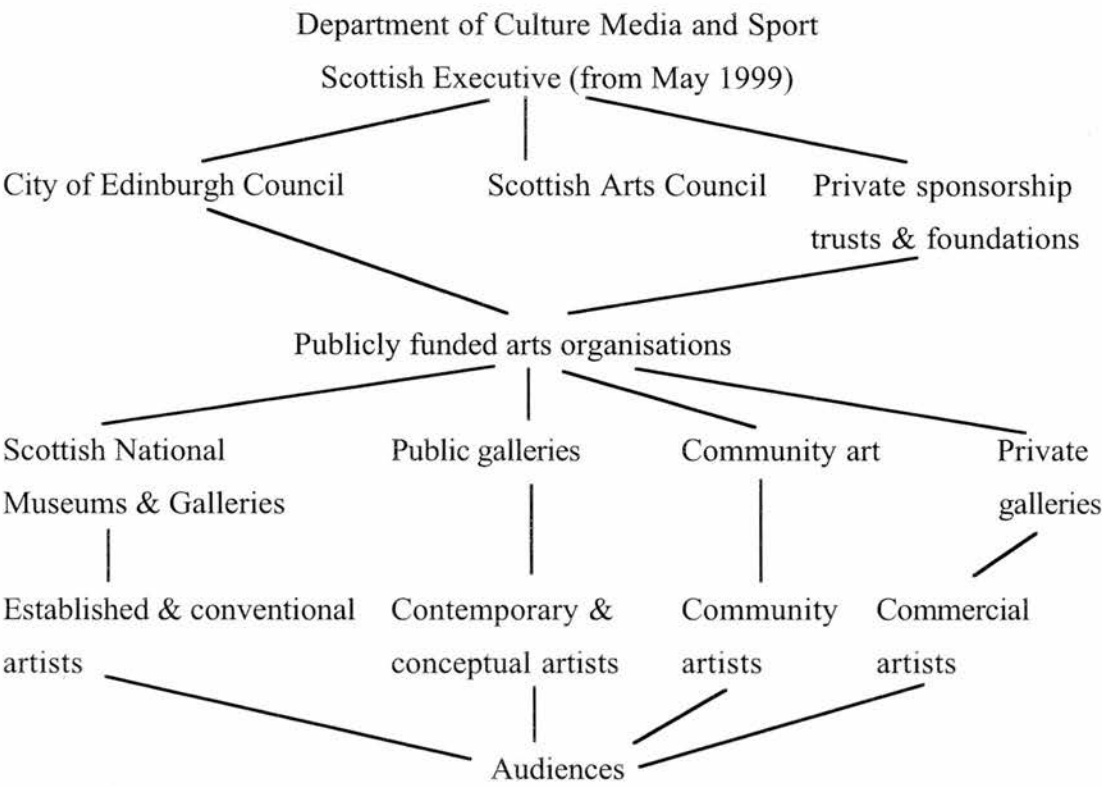 Department of Culture Media and Sport
Scottish Executive (from May 1999)
City of Edinburgh Council
Scottish Arts Council
Private sponsorship
trusts & foundations
Publicly funded arts organisations
Scottish National
Museums & Galleries
Public galleries
Community art
Private
galleries
Established & conventional
artists
Contemporary &
conceptual artists
Community
artists
Commercial
artists
Audiences